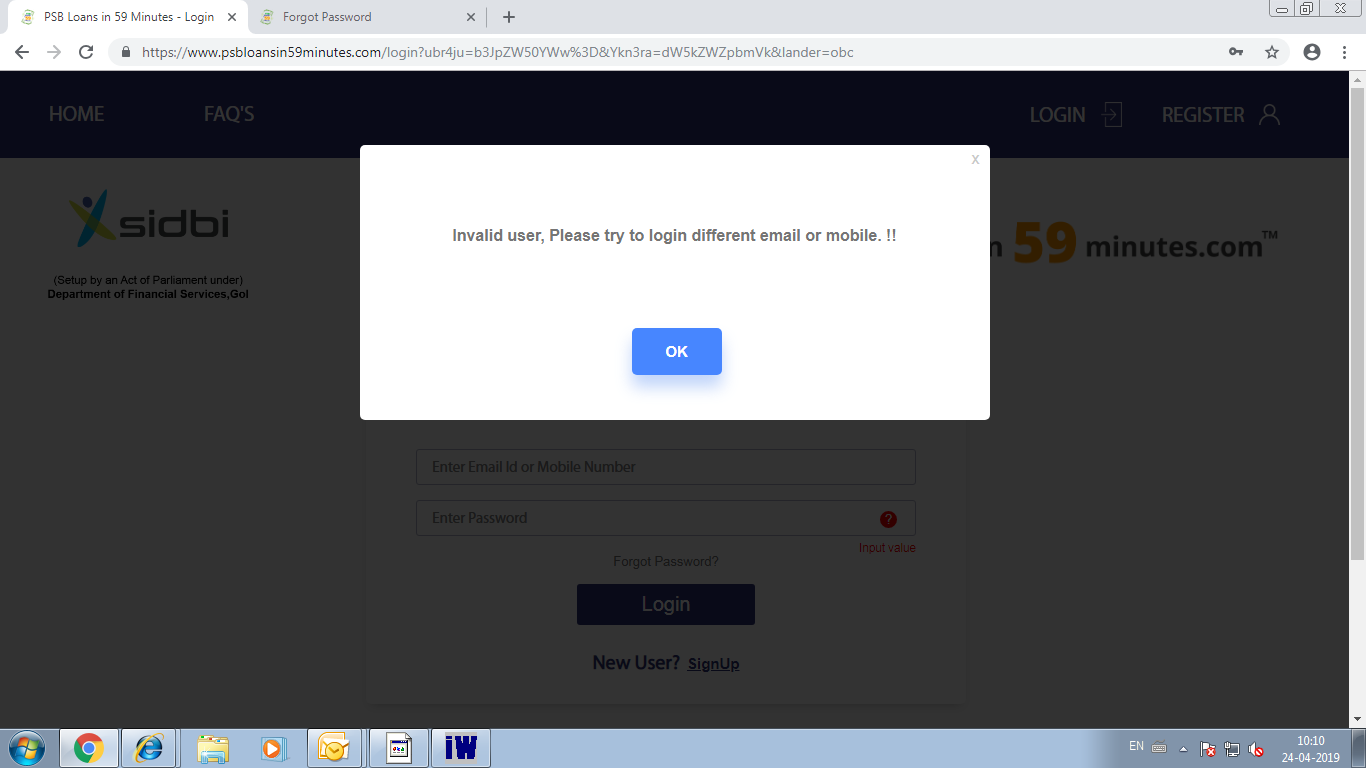 PSB Loans in 59 Minutes - Login
Forgot Password
https://www.psbloansin59minutes.com/login?ubr4ju=b3JpZW50YWw%3D&Ykn3ra=dW5kZWZpbmVk&lander=obc
HOME
FAQ'S
LOGIN
REGISTER
x
sidbi
(Setup by an Act of Parliament under)
Department of Financial Services,GoI
n 59 minutes.com™
Invalid user, Please try to login different email or mobile. !!
OK
Enter Email Id or Mobile Number
Enter Password
?
Input value
Forgot Password?
Login
New User? SignUp
iW
EN
10:10
24-04-2019